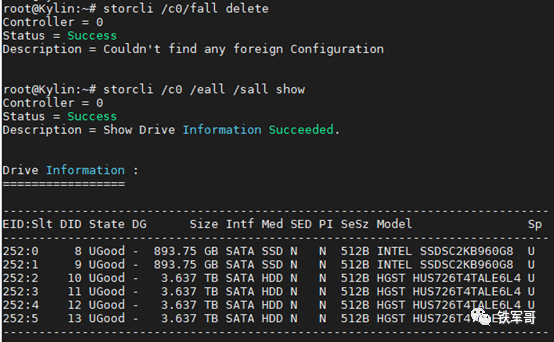 root@Kylin:~# storcli /c0/fall delete
Controller = 0
Status = Success
Description = Couldn't find any foreign Configuration
root@Kylin:~# storcli /c0 /eall /sall show
Controller = 0
Status = Success
Description = Show Drive Information Succeeded.
Drive Information :
=================
--------------------------------------------------------------------------
EID:Slt DID State DG       Size Intf Med SED PI SeSz Model               Sp
--------------------------------------------------------------------------
252:0     8 UGood -  893.75 GB SATA SSD N   N  512B INTEL SSDSC2KB960G8  U
252:1     9 UGood -  893.75 GB SATA SSD N   N  512B INTEL SSDSC2KB960G8  U
252:2    10 UGood -   3.637 TB SATA HDD N   N  512B HGST HUS726T4TALE6L4 U
252:3    11 UGood -   3.637 TB SATA HDD N   N  512B HGST HUS726T4TALE6L4 U
252:4    12 UGood -   3.637 TB SATA HDD N   N  512B HGST HUS726T4TALE6L4 U
252:5    13 UGood -   3.637 TB SATA HDD N   N  512B HGST HUS726T4TALE6L4 U
--------------------------------------------------------------------------
铁军哥